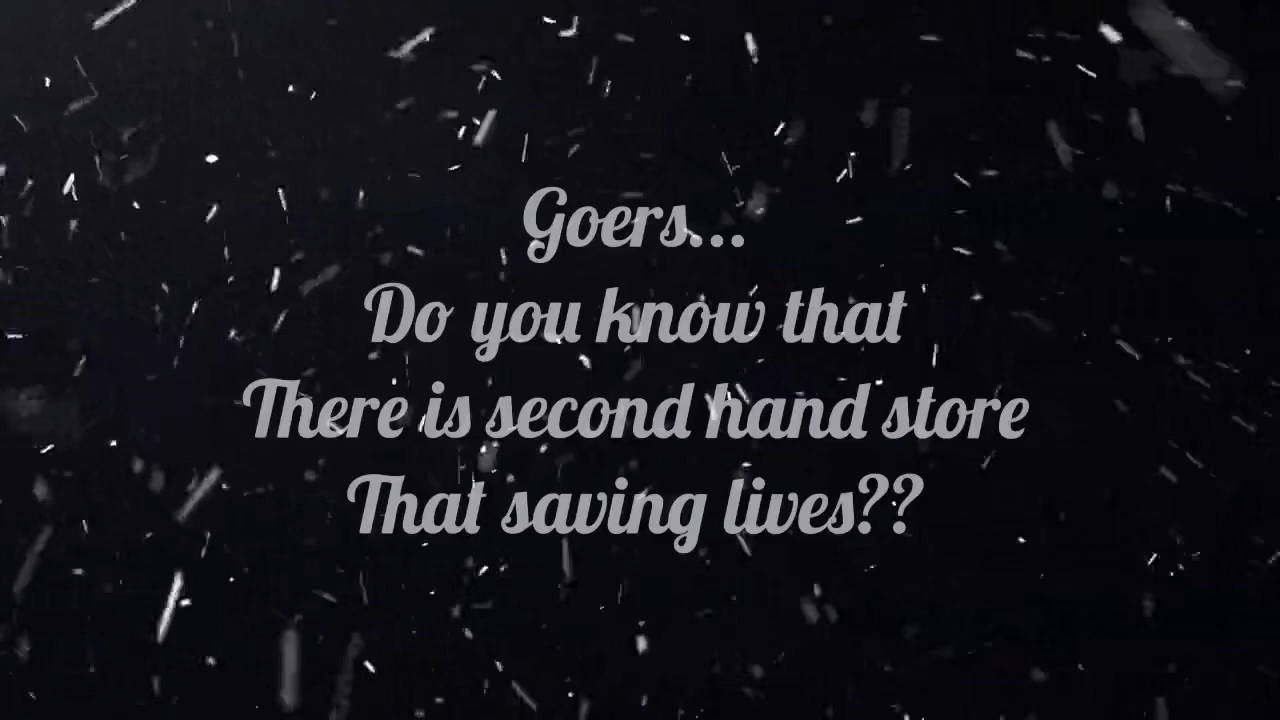 Goers...
Do you know that
There is second hand store
That saving lives??